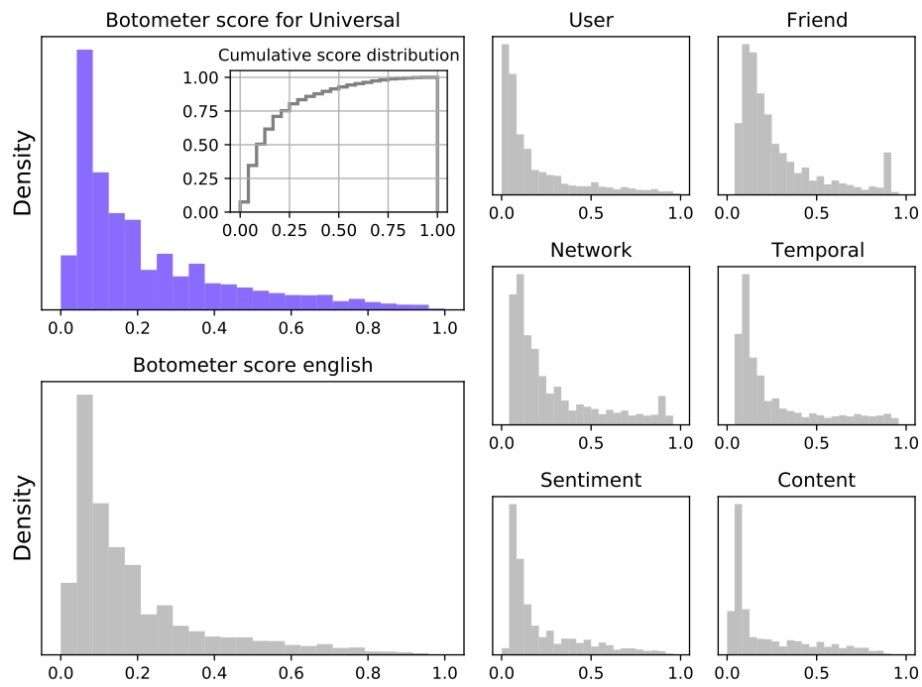 Botometer score for Universal
Density
0.0 0.2 0.4 0.6 0.8 1.0
Cumulative score distribution
1.00
0.75
0.50
0.25
0.00
0.00 0.25 0.50 0.75 1.00
Botometer score english
Density
0.0 0.2 0.4 0.6 0.8 1.0
User
0.0 0.5 1.0
Friend
0.0 0.5 1.0
Network
0.0 0.5 1.0
Temporal
0.0 0.5 1.0
Sentiment
0.0 0.5 1.0
Content
0.0 0.5 1.0